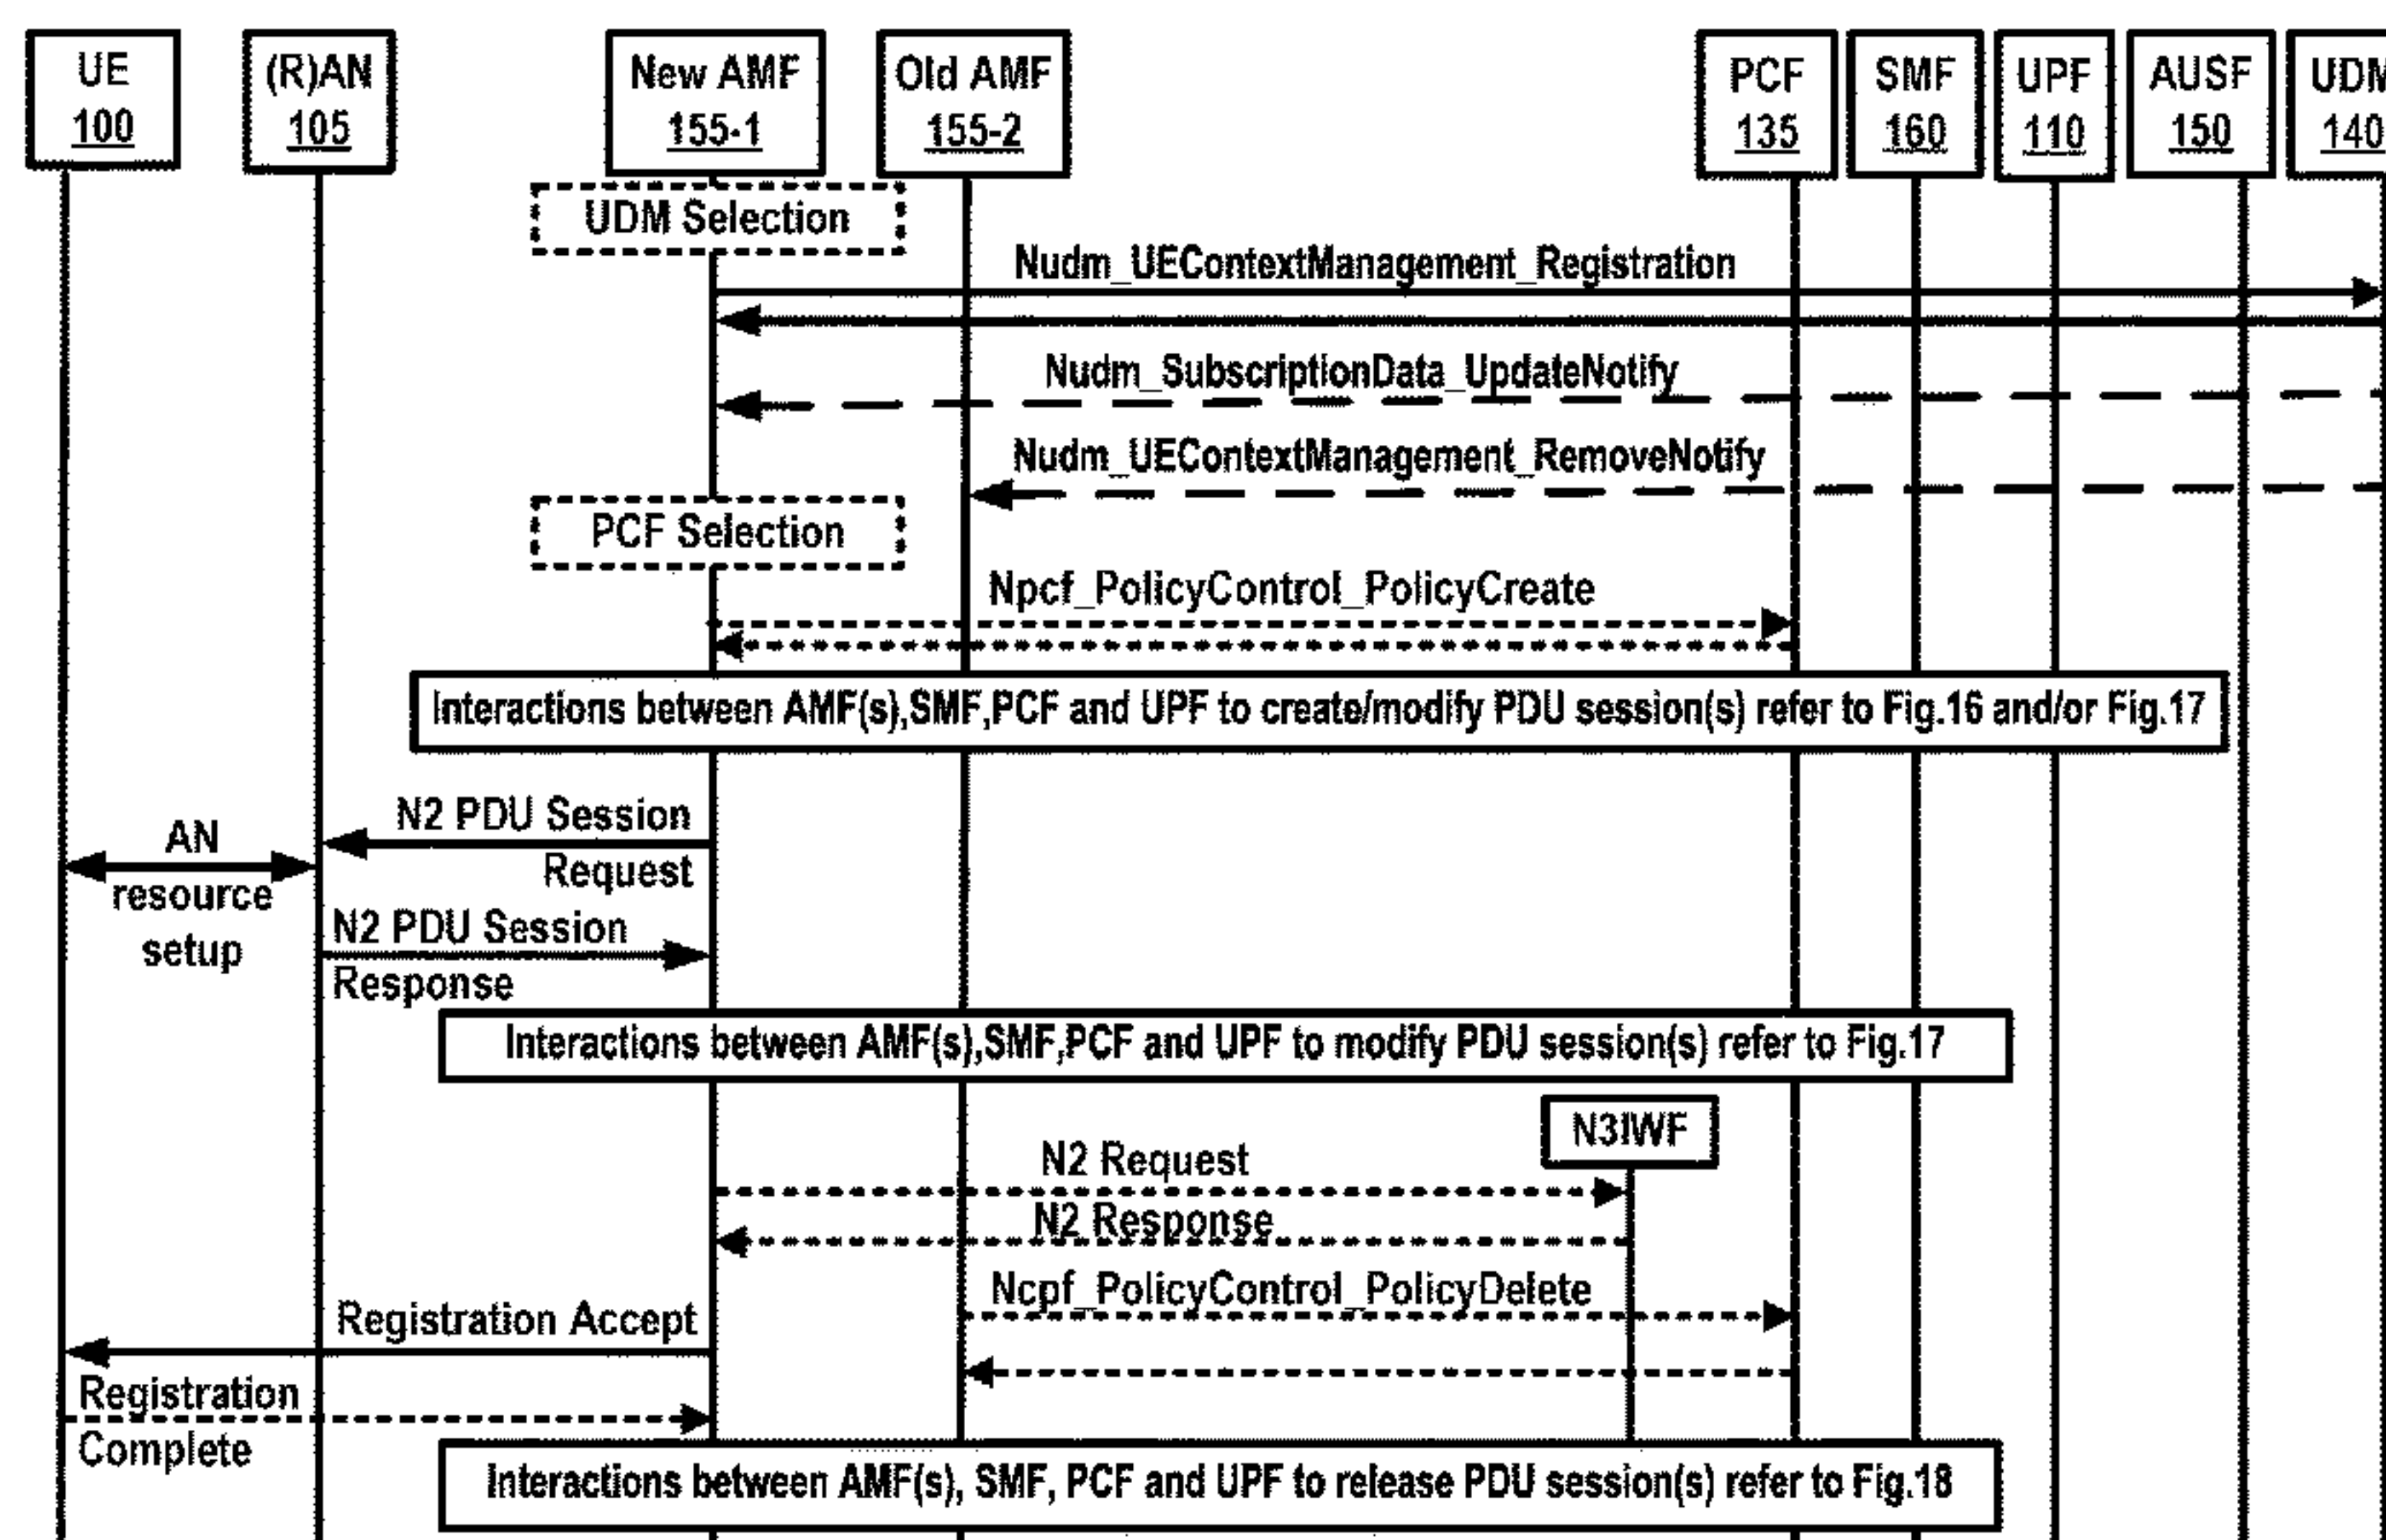 UE
100
(R)AN
105
New AMF
155-1
Old AMF
155-2
PCF
135
SMF
160
UPF
110
AUSF
150
UDM
140
UDM Selection
Nudm_UEContextManagement_Registration
Nudm_SubscriptionData_UpdateNotify
Nudm_UEContextManagement_RemoveNotify
PCF Selection
Npcf_PolicyControl_PolicyCreate
Interactions between AMF(s),SMF,PCF and UPF to create/modify PDU session(s) refer to Fig.16 and/or Fig.17
N2 PDU Session
Request
AN
resource
setup
N2 PDU Session
Response
Interactions between AMF(s),SMF,PCF and UPF to modify PDU session(s) refer to Fig.17
N3IWF
N2 Request
N2 Response
Ncpf_PolicyControl_PolicyDelete
Registration Accept
Registration
Complete
Interactions between AMF(s), SMF, PCF and UPF to release PDU session(s) refer to Fig.18